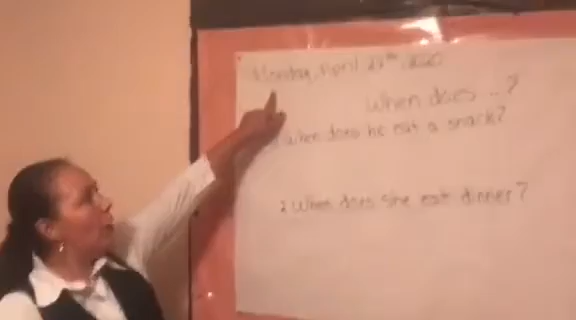 Monday, April 27th, 2020
When does ...?
when does he eat a snack?
2 When does she eat dinner?